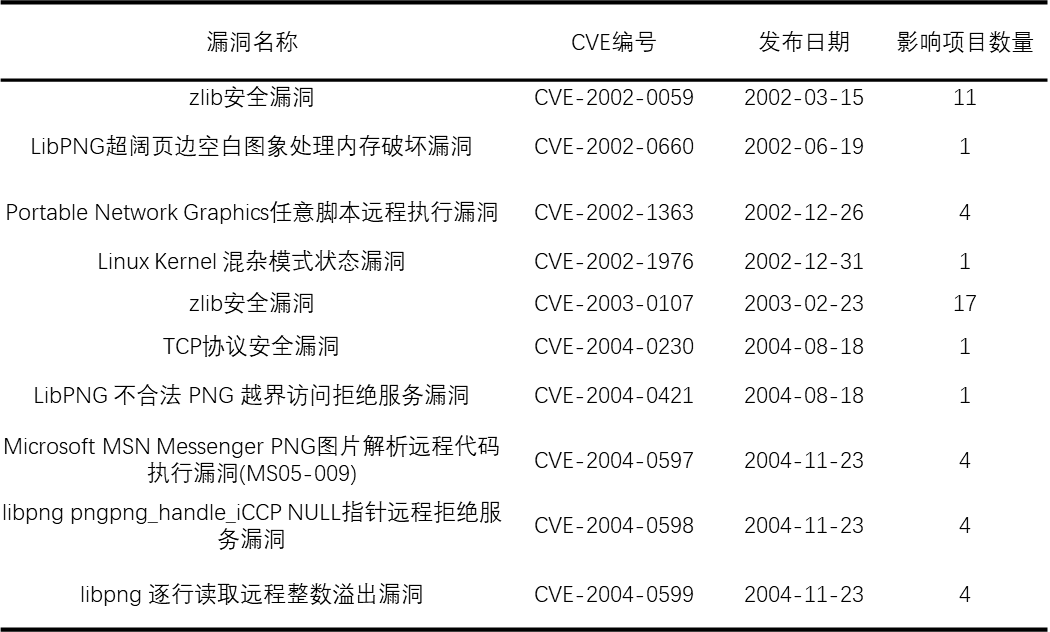 漏洞名称 CVE编号 发布日期 影响项目数量
zlib安全漏洞 CVE-2002-0059 2002-03-15 11
LibPNG超阔页边空白图象处理内存破坏漏洞 CVE-2002-0660 2002-06-19 1
Portable Network Graphics任意脚本远程执行漏洞 CVE-2002-1363 2002-12-26 4
Linux Kernel 混杂模式状态漏洞 CVE-2002-1976 2002-12-31 1
zlib安全漏洞 CVE-2003-0107 2003-02-23 17
TCP协议安全漏洞 CVE-2004-0230 2004-08-18 1
LibPNG 不合法 PNG 越界访问拒绝服务漏洞 CVE-2004-0421 2004-08-18 1
Microsoft MSN Messenger PNG图片解析远程代码
执行漏洞(MS05-009) CVE-2004-0597 2004-11-23 4
libpng pngpng_handle_iCCP NULL指针远程拒绝服
务漏洞 CVE-2004-0598 2004-11-23 4
libpng 逐行读取远程整数溢出漏洞 CVE-2004-0599 2004-11-23 4